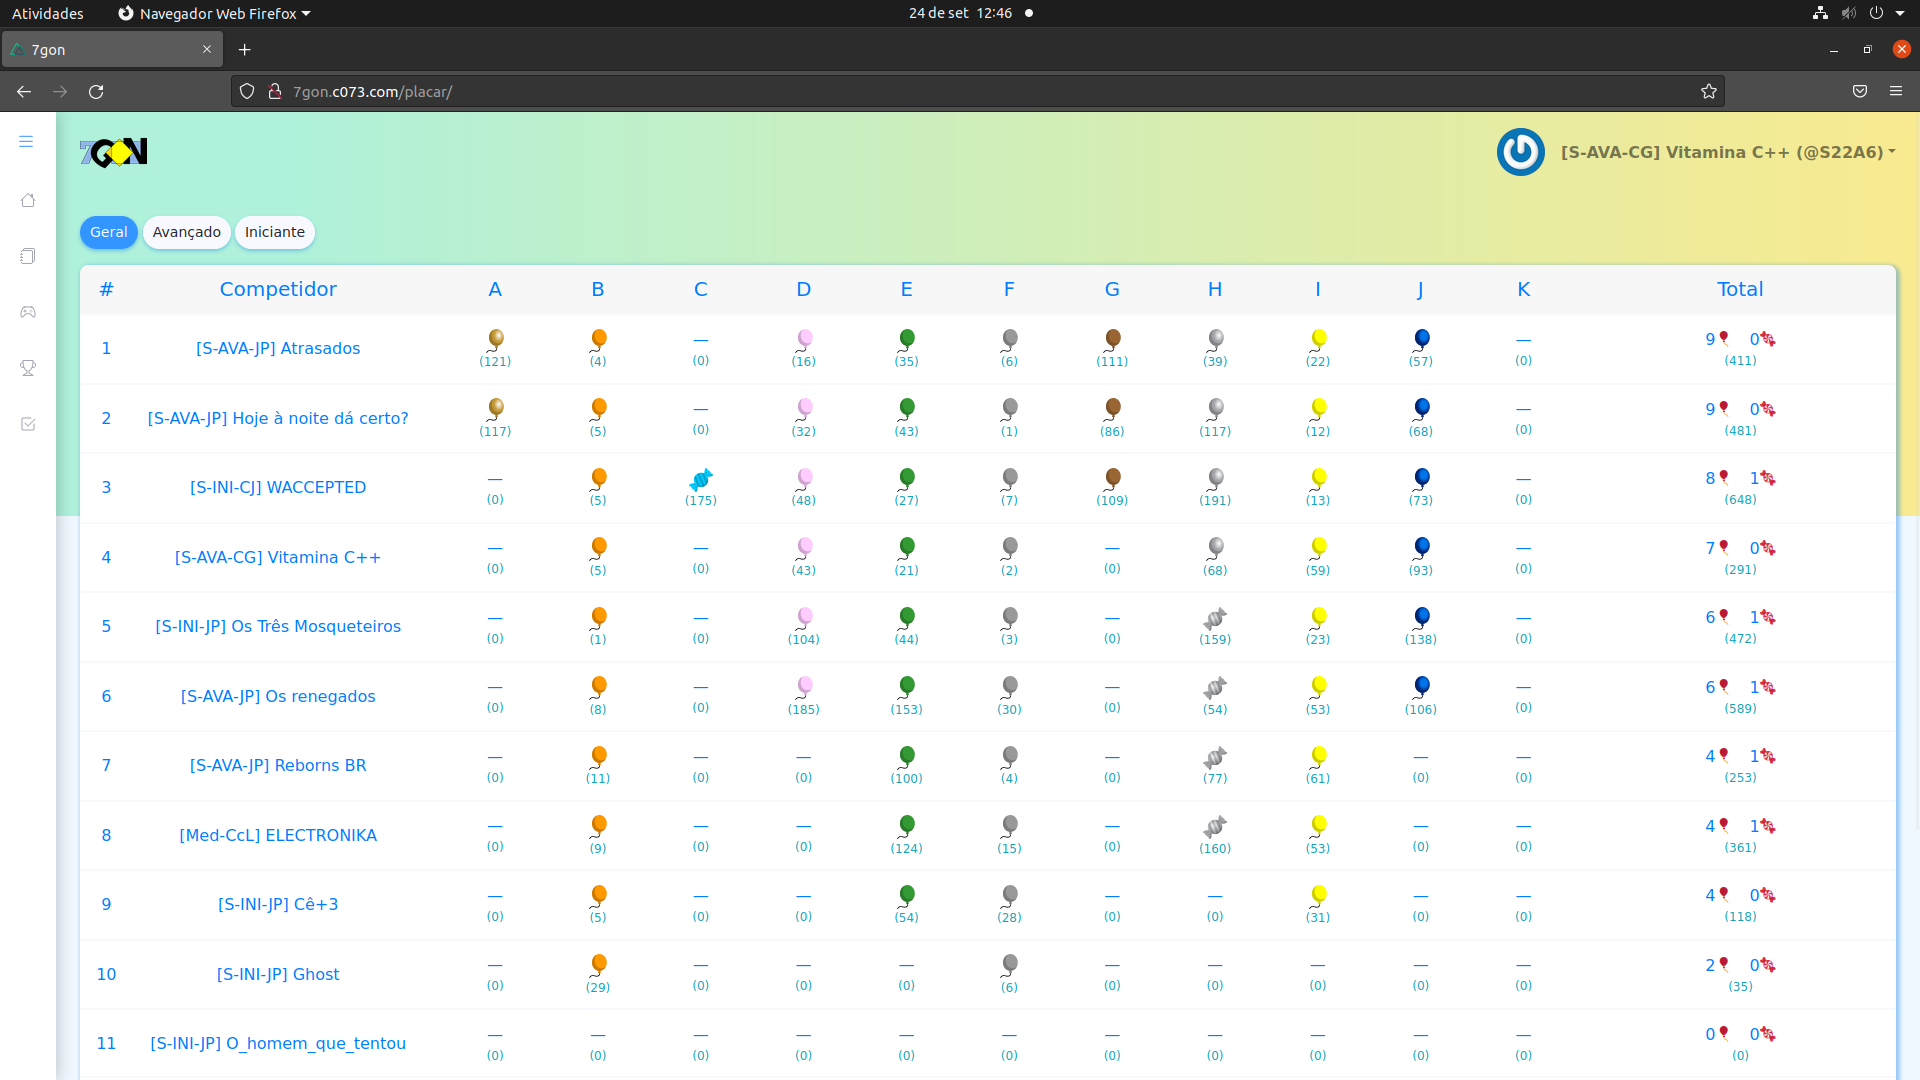 Atividades Navegador Web Firefox 24 de set 12:46
7gon
7gon.c073.com/placar/
7GON [S-AVA-CG] Vitamina C++ (@S22A6)
Geral Avançado Iniciante
# Competidor A B C D E F G H I J K Total
1 [S-AVA-JP] Atrasados — — 9 0
(121) (4) (0) (16) (35) (6) (111) (39) (22) (57) (0) (411)
2 [S-AVA-JP] Hoje à noite dá certo? — — 9 0
(117) (5) (0) (32) (43) (1) (86) (117) (12) (68) (0) (481)
3 [S-INI-CJ] WACCEPTED — — 8 1
(0) (5) (175) (48) (27) (7) (109) (191) (13) (73) (0) (648)
4 [S-AVA-CG] Vitamina C++ — — — — 7 0
(0) (5) (0) (43) (21) (2) (0) (68) (59) (93) (0) (291)
5 [S-INI-JP] Os Três Mosqueteiros — — — — 6 1
(0) (1) (0) (104) (44) (3) (0) (159) (23) (138) (0) (472)
6 [S-AVA-JP] Os renegados — — — — 6 1
(0) (8) (0) (185) (153) (30) (0) (54) (53) (106) (0) (589)
7 [S-AVA-JP] Reborns BR — — — — — — 4 1
(0) (11) (0) (0) (100) (4) (0) (77) (61) (0) (0) (253)
8 [Med-CcL] ELECTRONIKA — — — — — — 4 1
(0) (9) (0) (0) (124) (15) (0) (160) (53) (0) (0) (361)
9 [S-INI-JP] Cê+3 — — — — — — — 4 0
(0) (5) (0) (0) (54) (28) (0) (0) (31) (0) (0) (118)
10 [S-INI-JP] Ghost — — — — — — — — — 2 0
(0) (29) (0) (0) (0) (6) (0) (0) (0) (0) (0) (35)
11 [S-INI-JP] O_homem_que_tentou — — — — — — — — — — — 0 0
(0) (0) (0) (0) (0) (0) (0) (0) (0) (0) (0) (0)